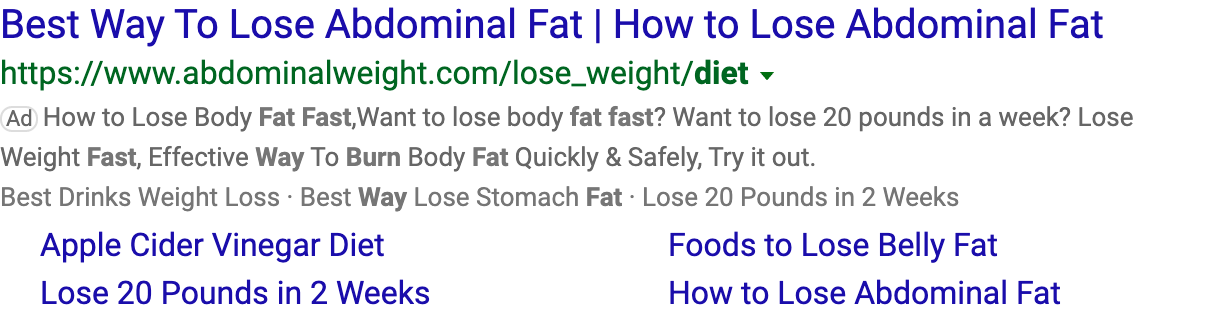 Best Way To Lose Abdominal Fat | How to Lose Abdominal Fat
https://www.abdominalweight.com/lose_weight/diet
Ad How to Lose Body Fat Fast,Want to lose body fat fast? Want to lose 20 pounds in a week? Lose
Weight Fast, Effective Way To Burn Body Fat Quickly & Safely, Try it out.
Best Drinks Weight Loss · Best Way Lose Stomach Fat · Lose 20 Pounds in 2 Weeks
Apple Cider Vinegar Diet Foods to Lose Belly Fat
Lose 20 Pounds in 2 Weeks How to Lose Abdominal Fat